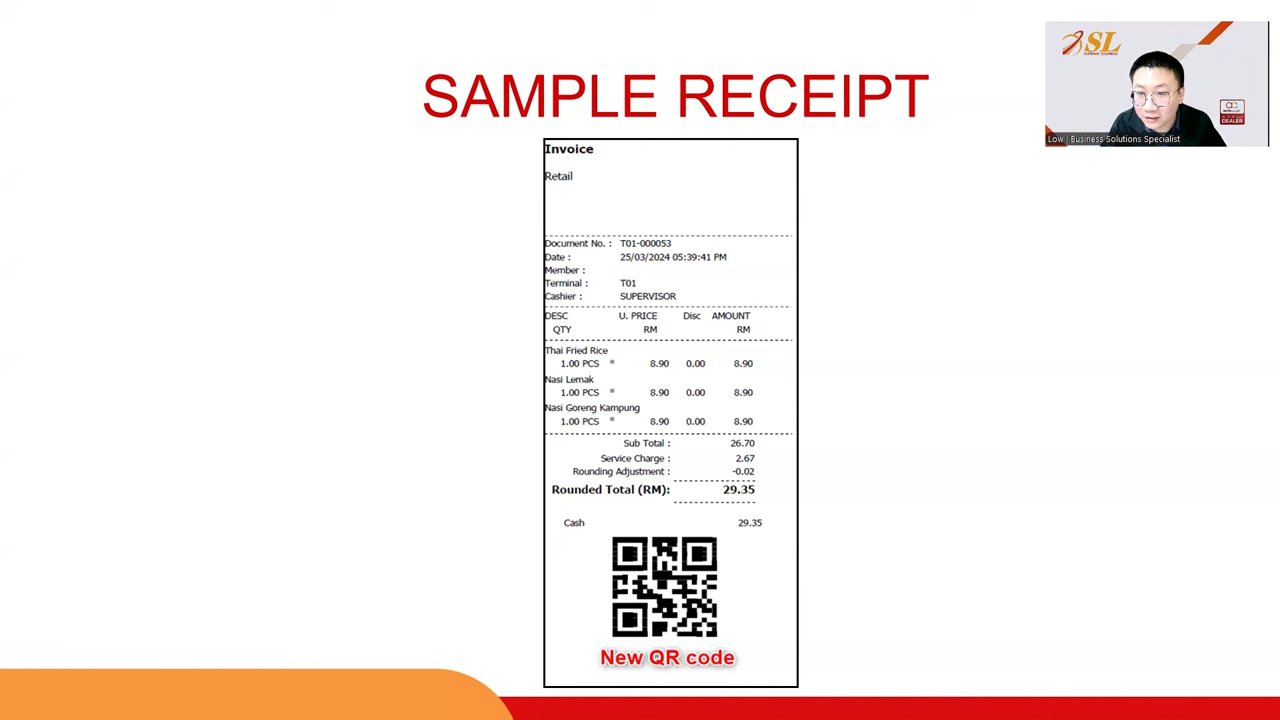 SAMPLE RECEIPT
SL
Low | Business Solutions Specialist
DEALER
Invoice
Retail
Document No. : T01-000053
Date : 25/03/2024 05:39:41 PM
Member :
Terminal : T01
Cashier : SUPERVISOR
DESC U. PRICE Disc AMOUNT
QTY RM RM
Thai Fried Rice
1.00 PCS * 8.90 0.00 8.90
Nasi Lemak
1.00 PCS * 8.90 0.00 8.90
Nasi Goreng Kampung
1.00 PCS * 8.90 0.00 8.90
Sub Total : 26.70
Service Charge : 2.67
Rounding Adjustment : -0.02
Rounded Total (RM): 29.35
Cash 29.35
New QR code